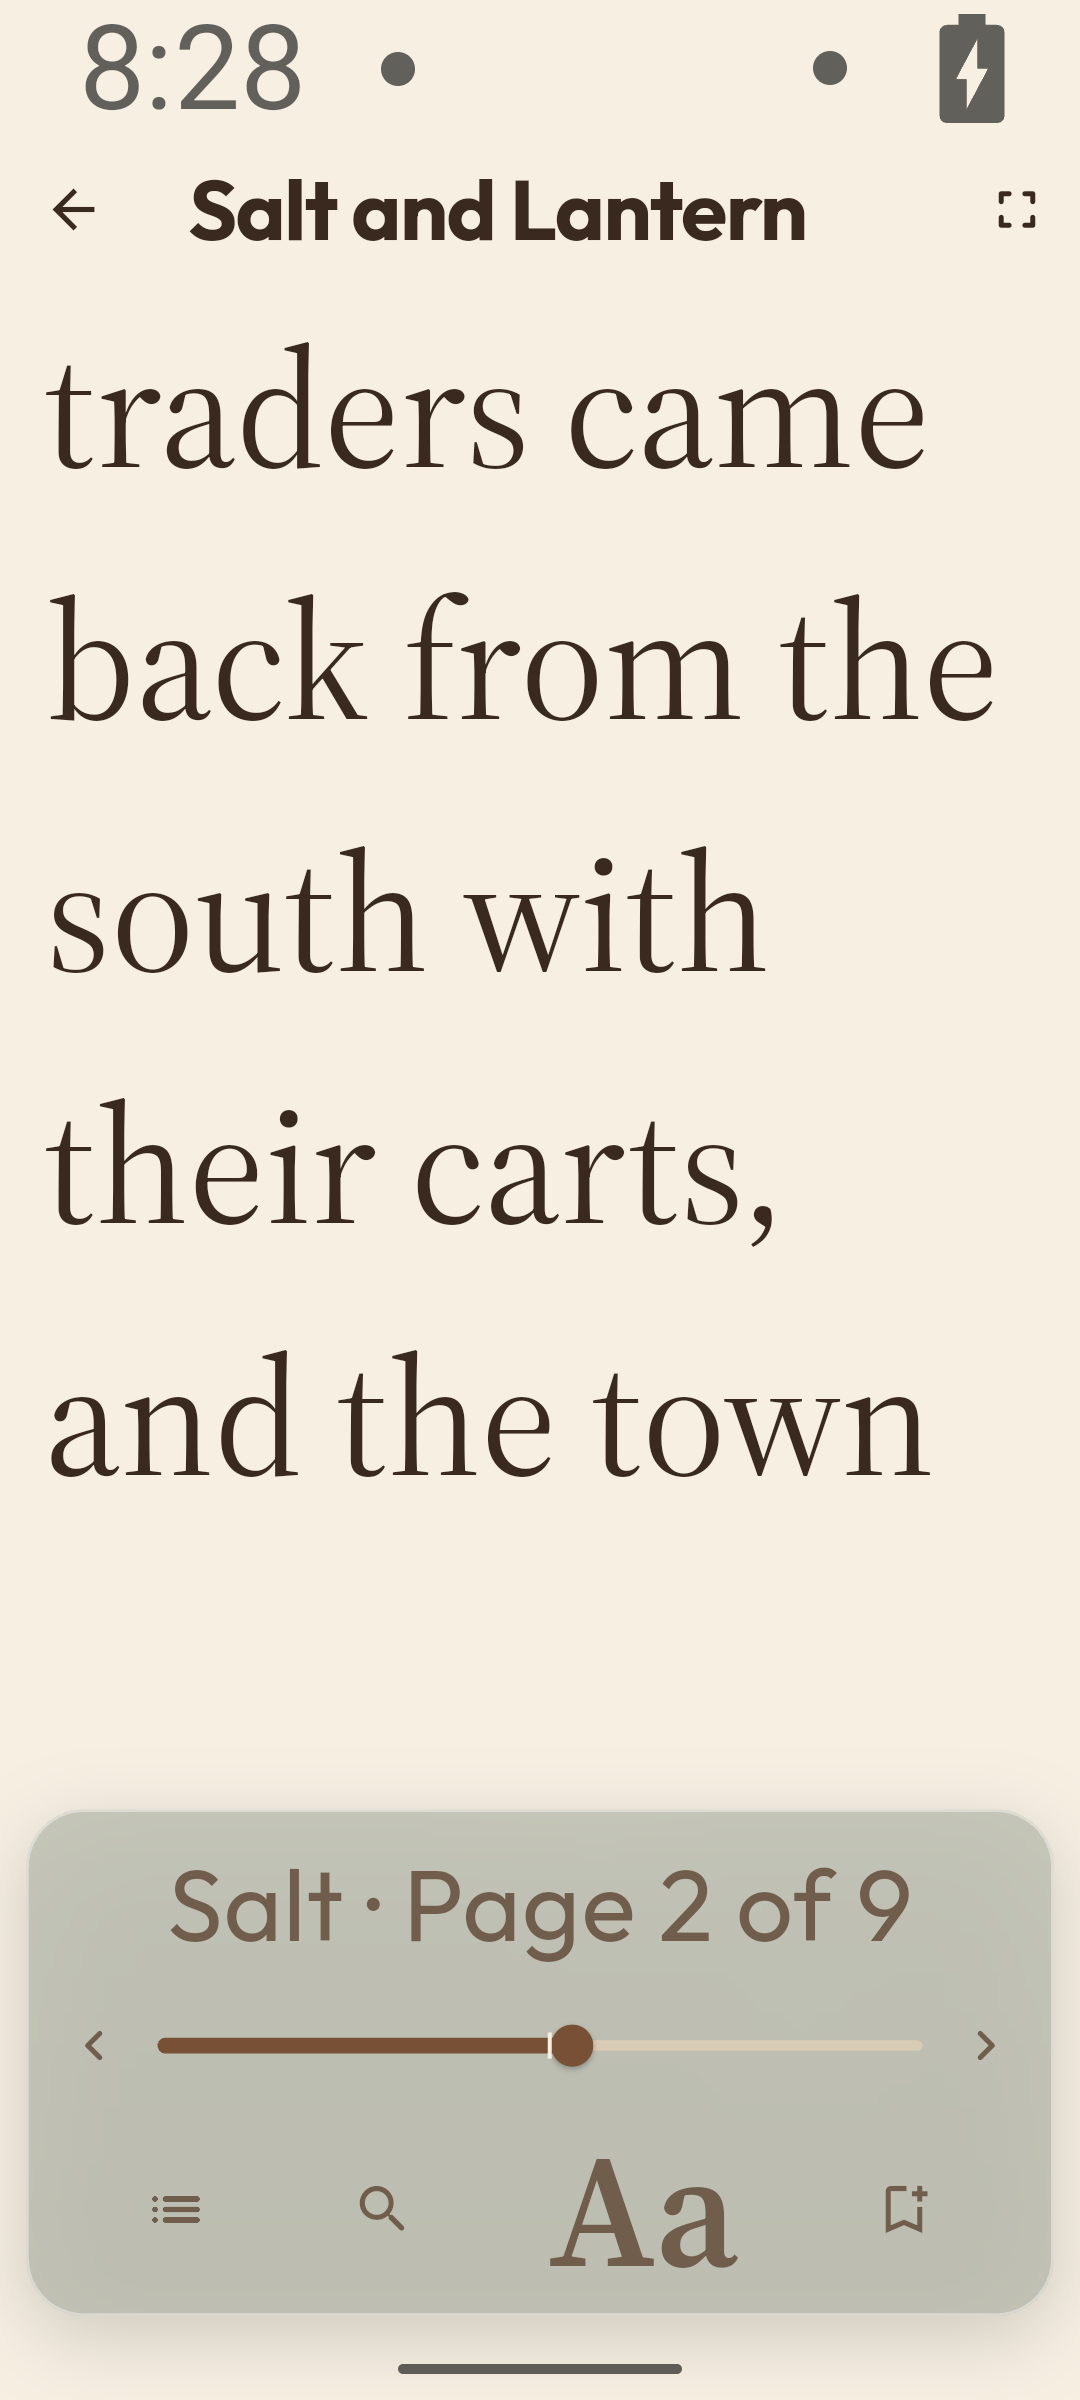 8:28
Salt and Lantern
traders came
back from the
south with
their carts,
and the town
Salt · Page 2 of 9
Aa